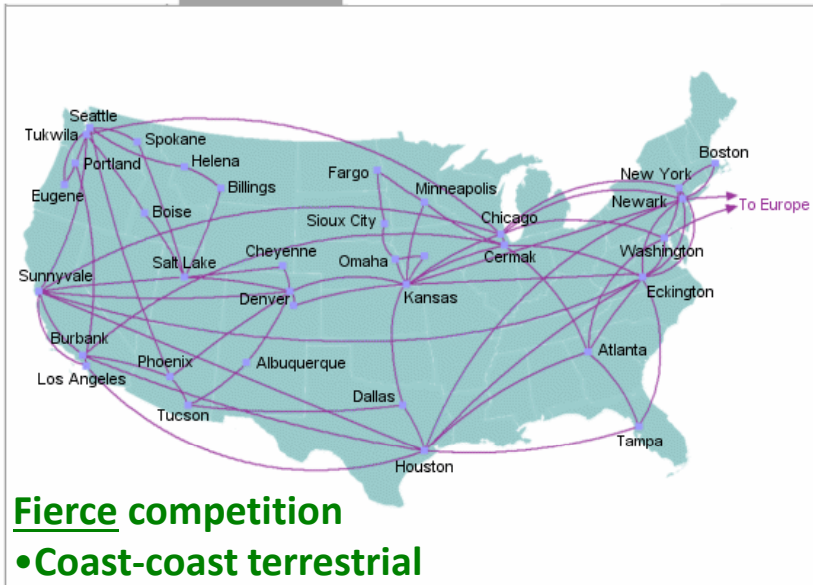 Seattle
Tukwila
Spokane
Portland
Helena
Eugene
Billings
Boise
Fargo
Minneapolis
Sioux City
Boston
New York
Newark
To Europe
Chicago
Cermak
Washington
Cheyenne
Salt Lake
Omaha
Sunnyvale
Denver
Kansas
Eckington
Burbank
Phoenix
Albuquerque
Atlanta
Los Angeles
Tucson
Dallas
Tampa
Houston
Fierce competition
•Coast-coast terrestrial